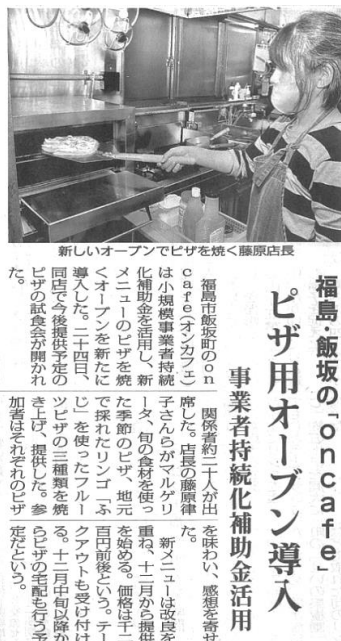 新しいオーブンでピザを焼く藤原店長
福島・飯坂の「oncafe」
ピザ用オーブン導入
事業者持続化補助金活用
福島市飯坂町のon
cafe(オンカフェ)
は小規模事業者持続
化補助金を活用し、新
メニューのピザを焼
くオーブンを新たに
導入した。二十四日、
同店で今後提供予定の
ピザの試食会が開かれ
た。
関係者約二十人が出
席した。店長の藤原律
子さんらがマルゲリ
ータ、旬の食材を使っ
た季節のピザ、地元
で採れたリンゴ「ふ
じ」を使ったフルー
ツピザの三種類を焼
き上げ、提供した。参
加者はそれぞれのピザ
を味わい、感想を寄せ
た。
新メニューは改良を
重ね、十二月から提供
を始める。価格は千二
百円前後という。テー
クアウトも受け付け
る。十二月中旬以降か
らピザの宅配も行う予
定だという。